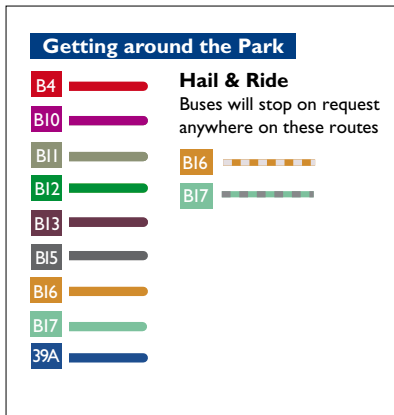 Getting around the Park
B4
B10
B11
B12
B13
B15
B16
B17
39A
Hail & Ride
Buses will stop on request
anywhere on these routes
B16
B17